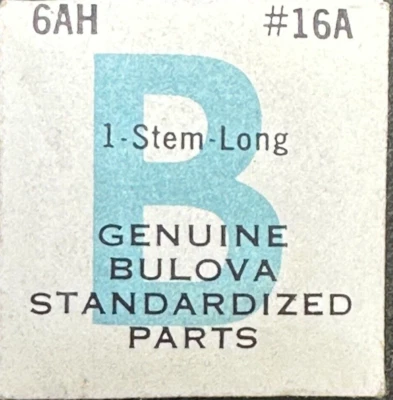 6AH #16A
B
1-Stem-Long
GENUINE
BULOVA
STANDARDIZED
PARTS